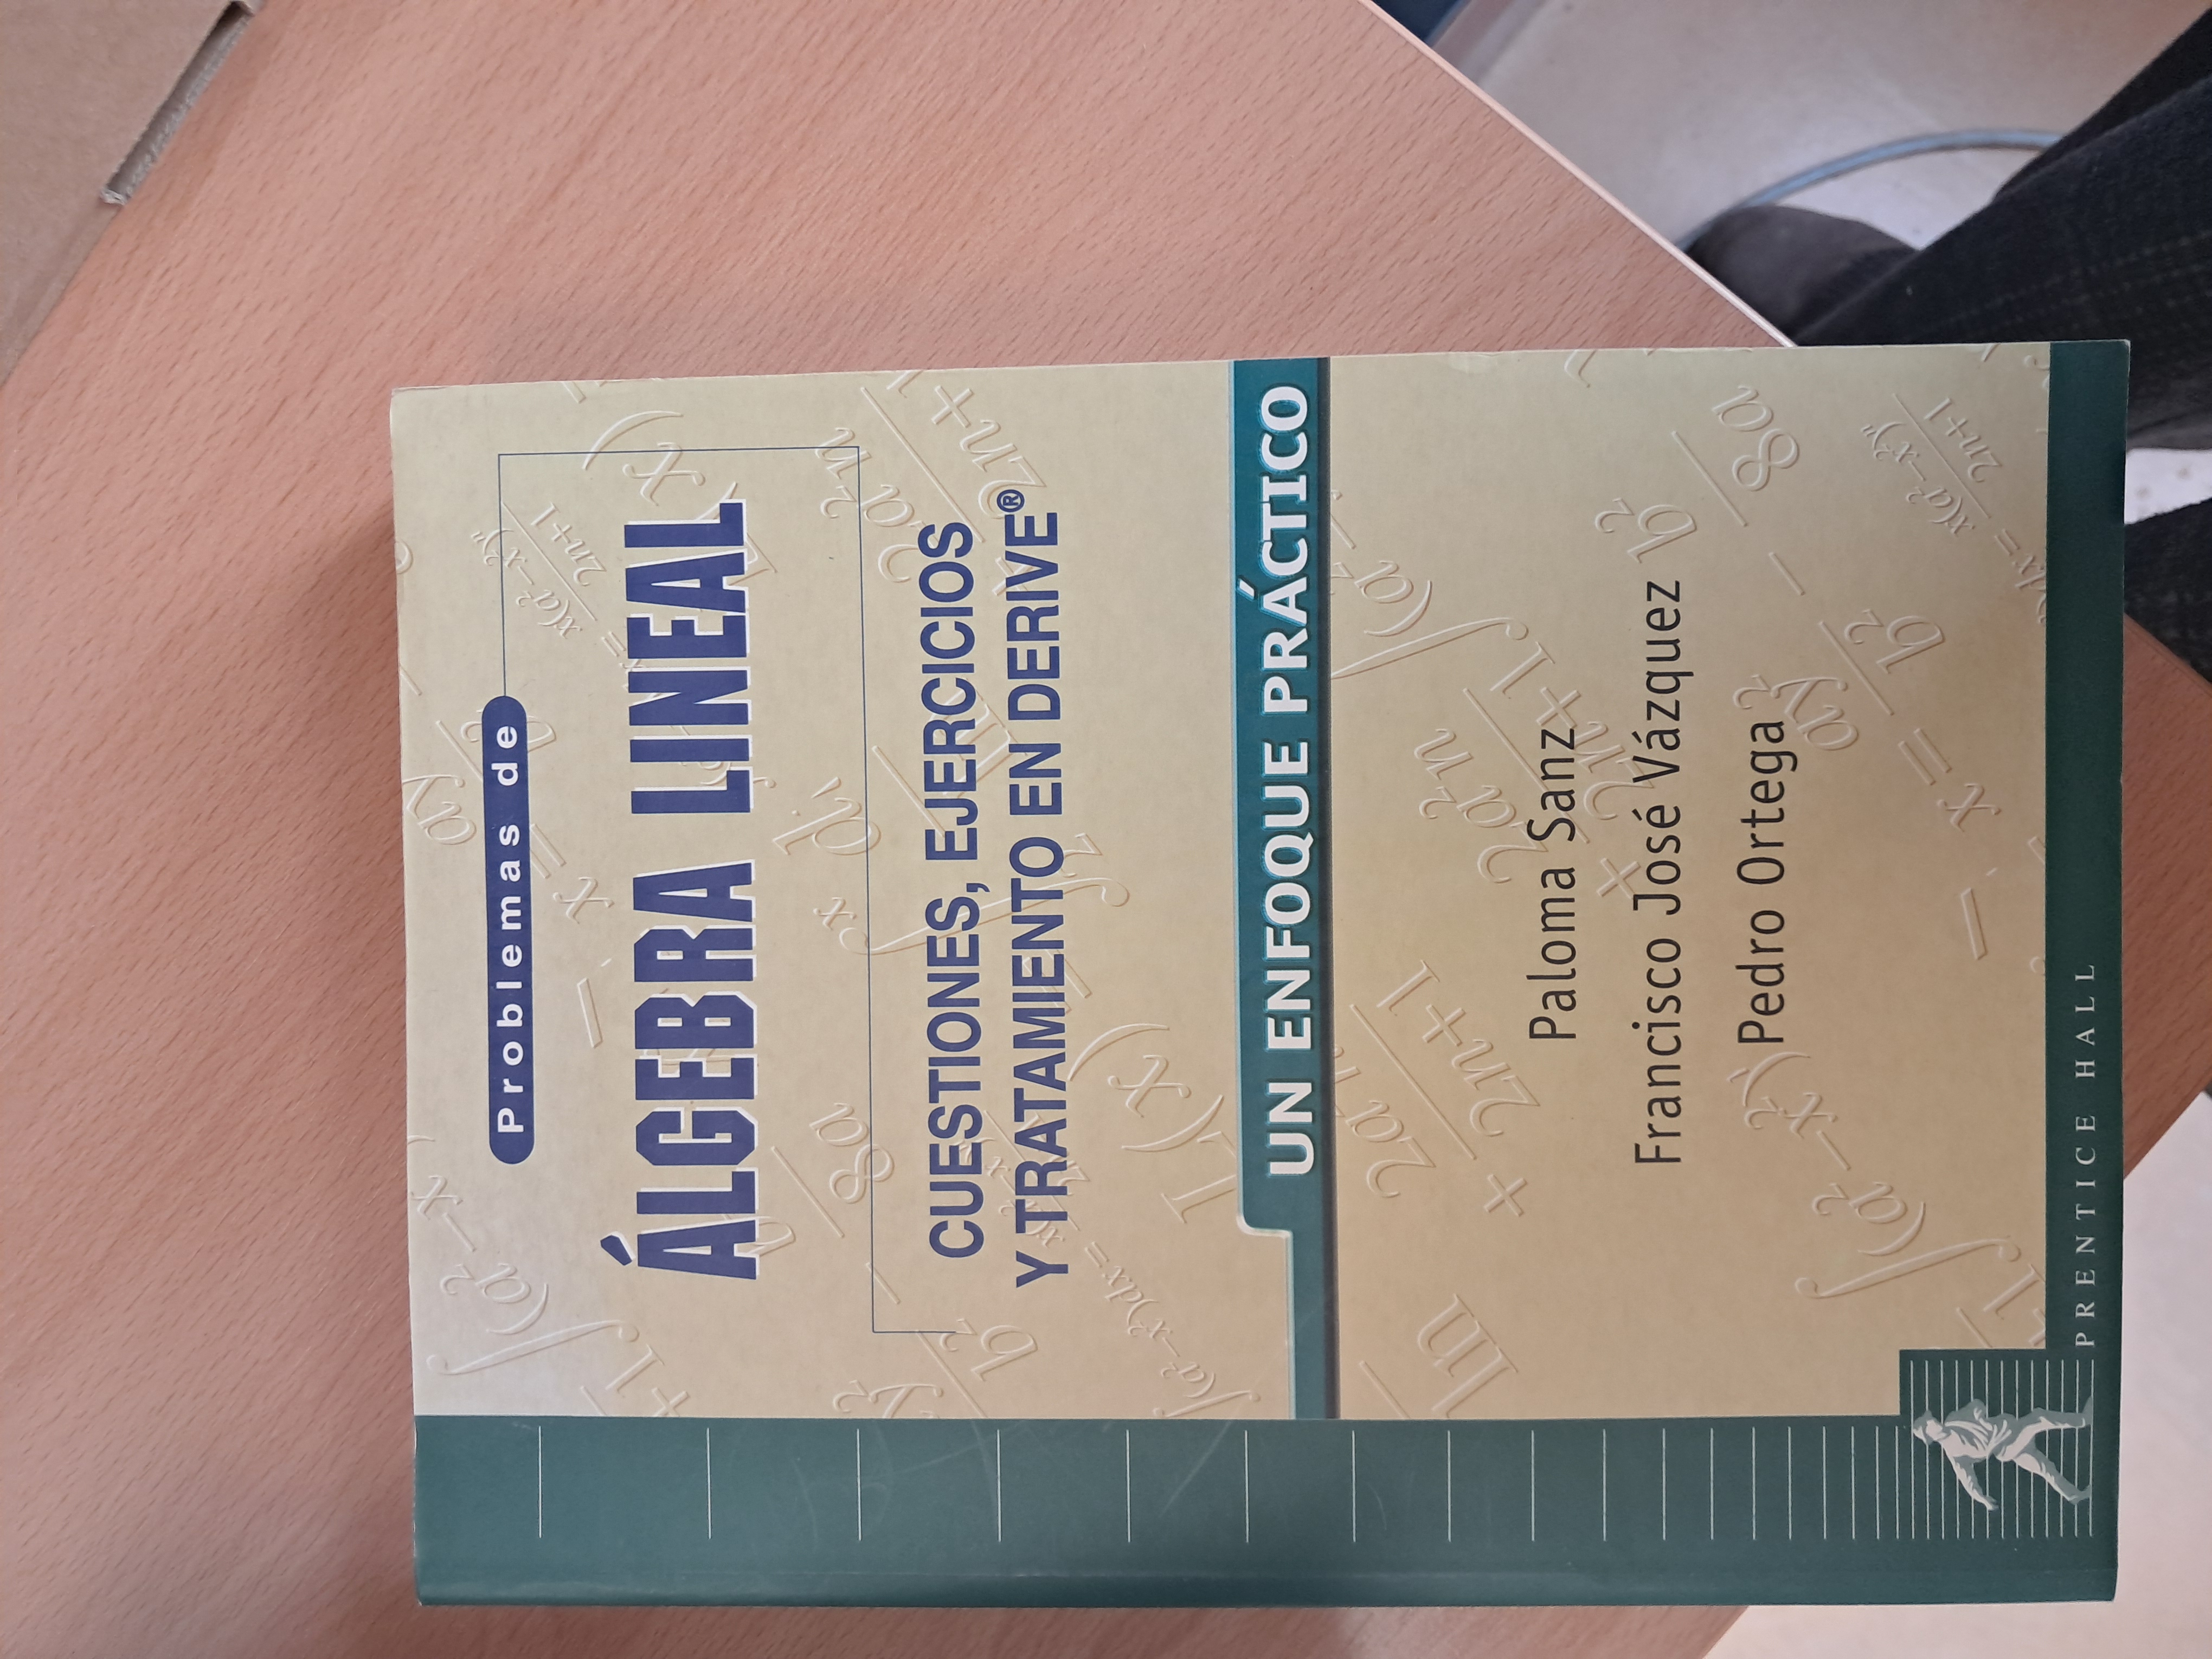 Problemas de
ÁLGEBRA LINEAL
CUESTIONES, EJERCICIOS
Y TRATAMIENTO EN DERIVE®
UN ENFOQUE PRÁCTICO
Paloma Sanz
Francisco José Vázquez
Pedro Ortega
PRENTICE HALL